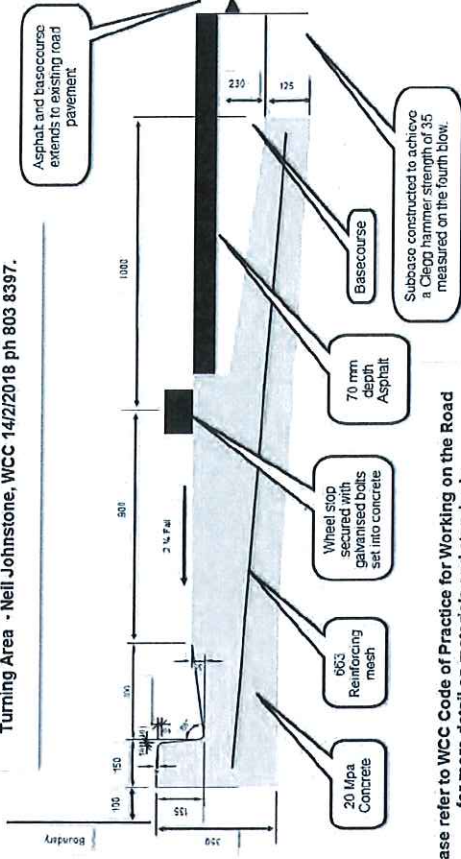 Turning Area - Neil Johnstone, WCC 14/2/2018 ph 803 8397.
Asphalt and basecourse
extends to existing road
pavement
Boundary
100
150
300
900
1000
2 % Fall
135
350
230
125
20 Mpa
Concrete
663
Reinforcing
mesh
Wheel stop
secured with
galvanised bolts
set into concrete
70 mm
depth
Asphalt
Basecourse
Subbase constructed to achieve
a Clegg hammer strength of 35
measured on the fourth blow.
ase refer to WCC Code of Practice for Working on the Road